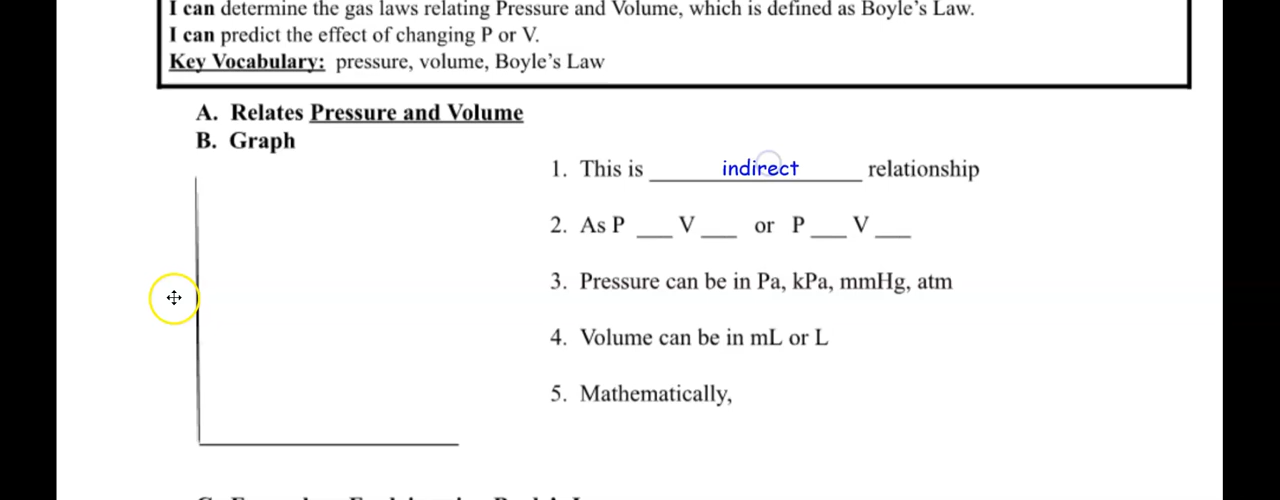 I can determine the gas laws relating Pressure and Volume, which is defined as Boyle's Law.
I can predict the effect of changing P or V.
Key Vocabulary: pressure, volume, Boyle's Law
A. Relates Pressure and Volume
B. Graph
1. This is ___indirect___ relationship
2. As P ___ V ___ or P ___ V ___
3. Pressure can be in Pa, kPa, mmHg, atm
4. Volume can be in mL or L
5. Mathematically,